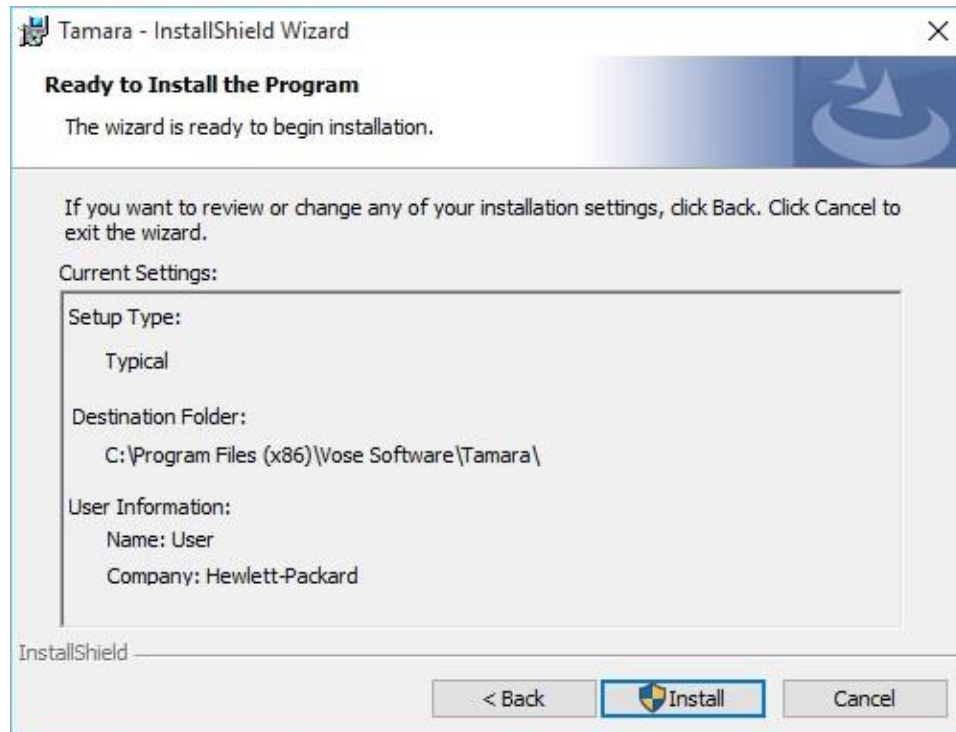 Tamara - InstallShield Wizard
Ready to Install the Program
The wizard is ready to begin installation.
If you want to review or change any of your installation settings, click Back. Click Cancel to
exit the wizard.
Current Settings:
Setup Type:
Typical
Destination Folder:
C:\Program Files (x86)\Vose Software\Tamara\
User Information:
Name: User
Company: Hewlett-Packard
InstallShield
< Back Install Cancel